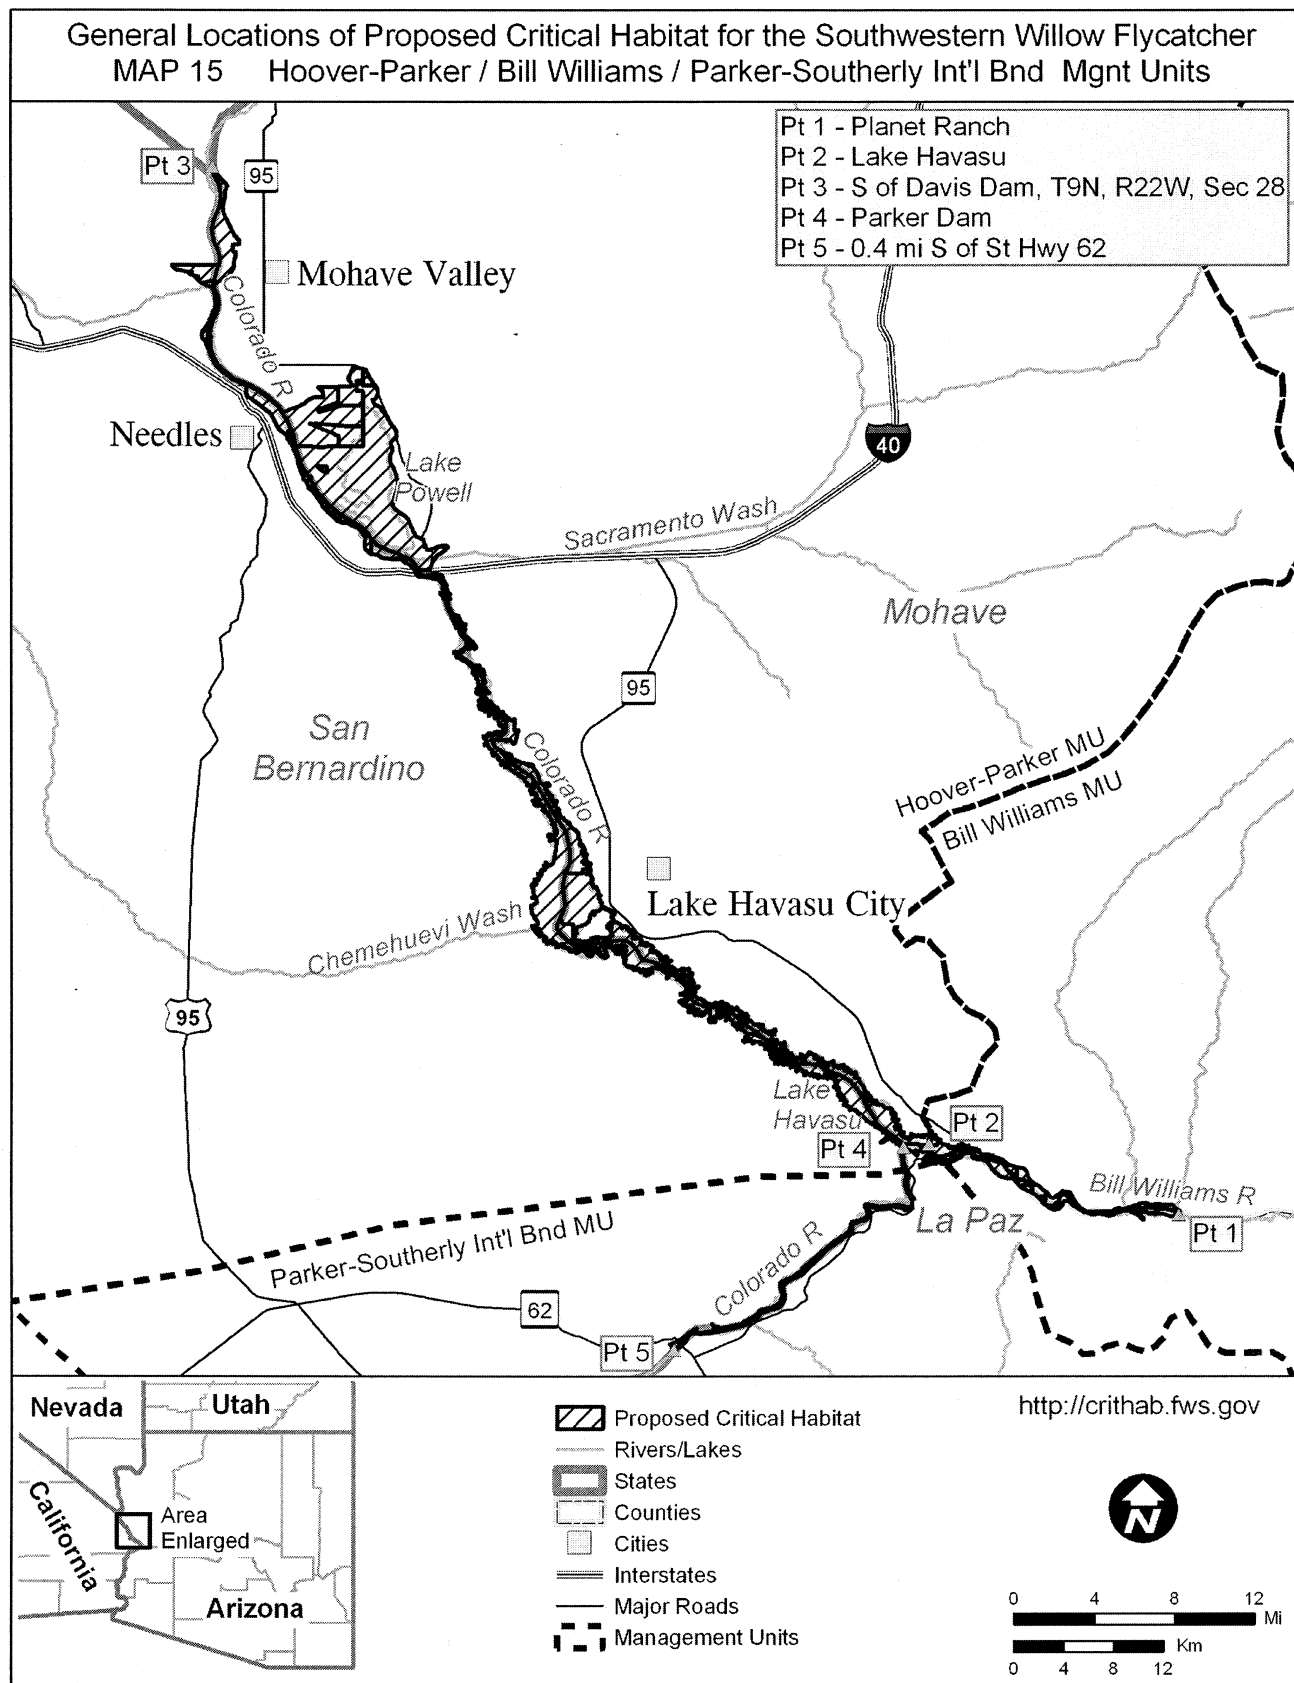 General Locations of Proposed Critical Habitat for the Southwestern Willow Flycatcher
MAP 15 Hoover-Parker / Bill Williams / Parker-Southerly Int'l Bnd Mgnt Units
Pt 1 - Planet Ranch
Pt 2 - Lake Havasu
Pt 3 - S of Davis Dam, T9N, R22W, Sec 28
Pt 4 - Parker Dam
Pt 5 - 0.4 mi S of St Hwy 62
Pt 3
95
Mohave Valley
Colorado R
Needles
40
Lake
Powell
Sacramento Wash
Mohave
95
San
Bernardino
Colorado R
Hoover-Parker MU
Bill Williams MU
Lake Havasu City
Chemehuevi Wash
95
Lake
Havasu
Pt 2
Pt 4
Bill Williams R
La Paz
Pt 1
Parker-Southerly Int'l Bnd MU
Colorado R
62
Pt 5
Nevada
Utah
California
Area
Enlarged
Arizona
Proposed Critical Habitat
Rivers/Lakes
States
Counties
Cities
Interstates
Major Roads
Management Units
http://crithab.fws.gov
N
0 4 8 12
Mi
Km
0 4 8 12